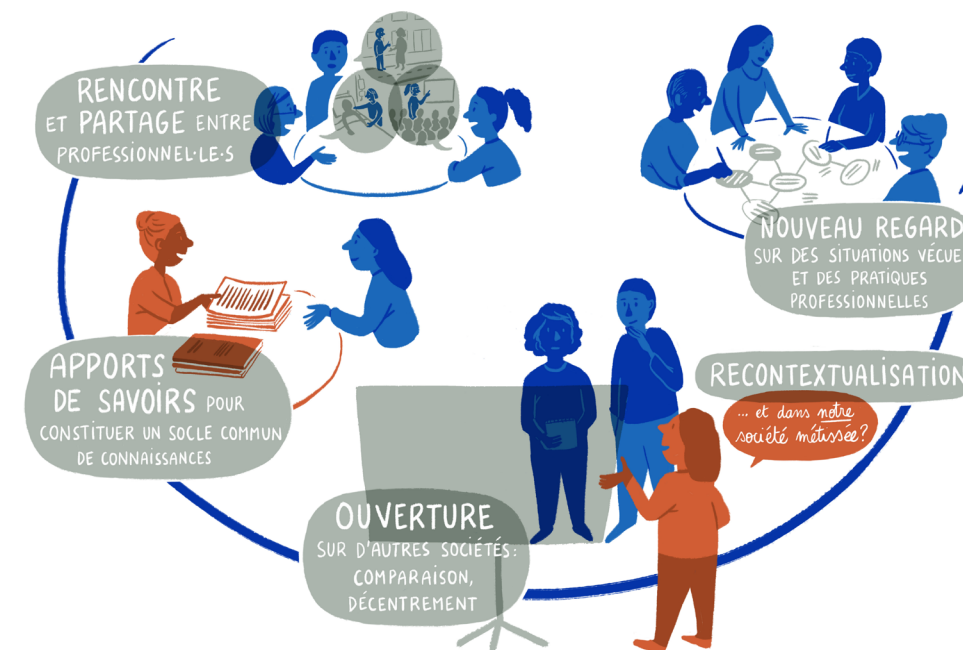 RENCONTRE
ET PARTAGE ENTRE
PROFESSIONNEL·LE·S
APPORTS
DE SAVOIRS POUR
CONSTITUER UN SOCLE COMMUN
DE CONNAISSANCES
OUVERTURE
SUR D'AUTRES SOCIÉTÉS:
COMPARAISON,
DÉCENTREMENT
RECONTEXTUALISATION
... et dans notre
société métissée?
NOUVEAU REGARD
SUR DES SITUATIONS VÉCUE
ET DES PRATIQUES
PROFESSIONNELLES